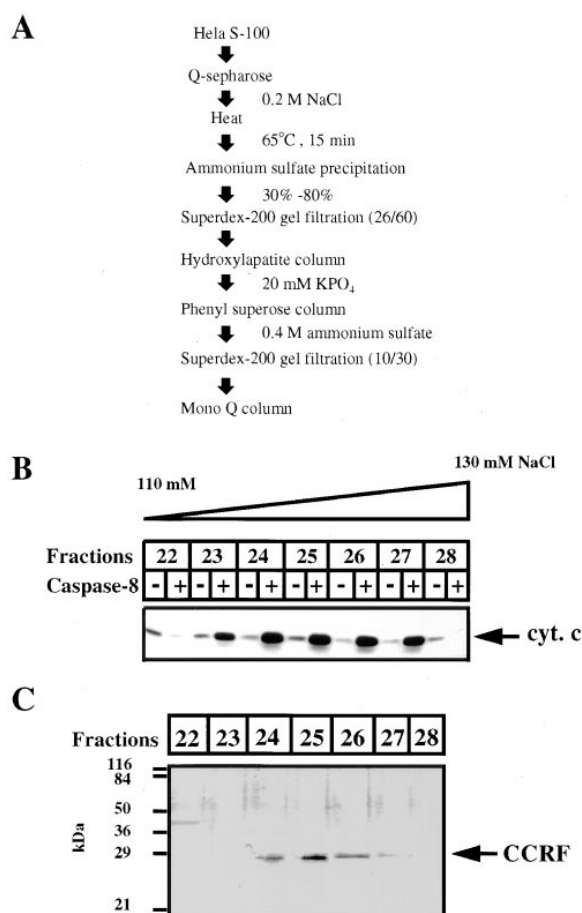 A
Hela S-100
Q-sepharose
0.2 M NaCl
Heat
65°C , 15 min
Ammonium sulfate precipitation
30% -80%
Superdex-200 gel filtration (26/60)
Hydroxylapatite column
20 mM KPO₄
Phenyl superose column
0.4 M ammonium sulfate
Superdex-200 gel filtration (10/30)
Mono Q column
B
110 mM
130 mM NaCl
Fractions 22 23 24 25 26 27 28
Caspase-8 - + - + - + - + - + - + - +
cyt. c
C
Fractions 22 23 24 25 26 27 28
116
84
50
36
29
21
kDa
CCRF